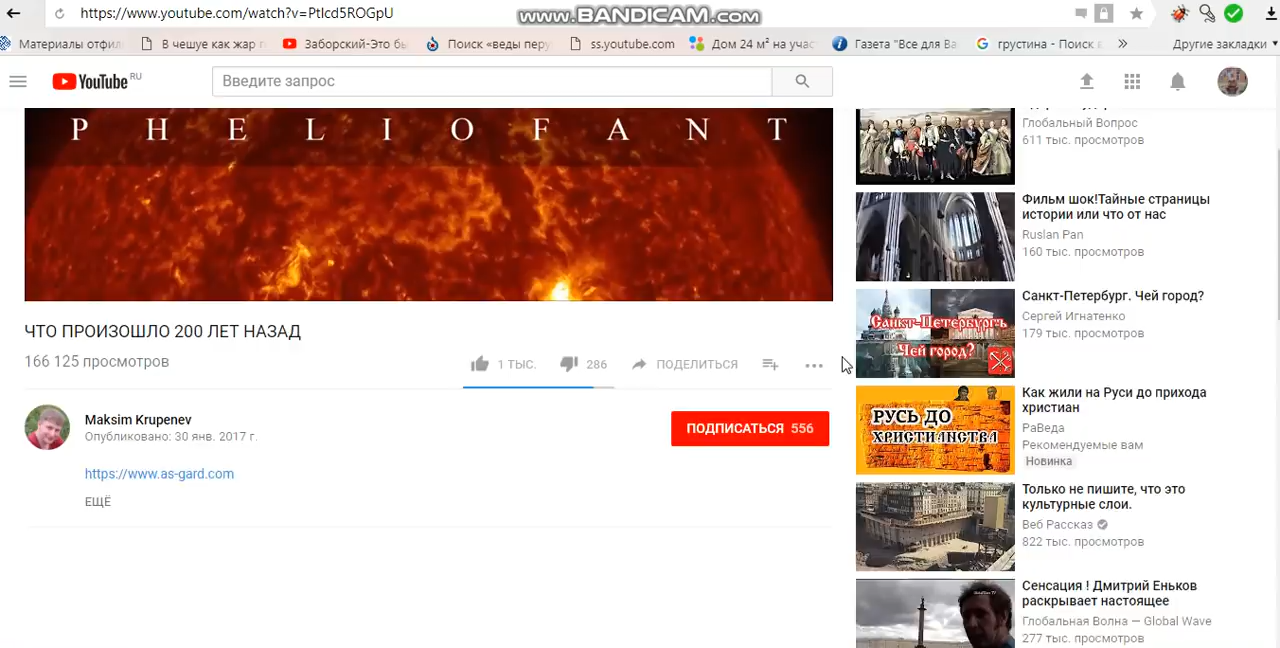 https://www.youtube.com/watch?v=PtIcd5ROGpU
www.BANDICAM.com
Материалы отфил
В чешуе как жар г
Заборский-Это бы
Поиск «веды перу
ss.youtube.com
Дом 24 м² на учас
Газета "Все для Ва
грустина - Поиск в
Другие закладки
YouTube RU
Введите запрос
P H E L I O F A N T
ЧТО ПРОИЗОШЛО 200 ЛЕТ НАЗАД
166 125 просмотров
1 ТЫС.
286
ПОДЕЛИТЬСЯ
Maksim Krupenev
Опубликовано: 30 янв. 2017 г.
ПОДПИСАТЬСЯ 556
https://www.as-gard.com
ЕЩЁ
Глобальный Вопрос
611 тыс. просмотров
Фильм шок!Тайные страницы
истории или что от нас
Ruslan Pan
160 тыс. просмотров
Санкт-Петербургъ
Чей город?
Санкт-Петербург. Чей город?
Сергей Игнатенко
179 тыс. просмотров
РУСЬ ДО
ХРИСТИАНСТВА
Как жили на Руси до прихода
христиан
РаВеда
Рекомендуемые вам
Новинка
Только не пишите, что это
культурные слои.
Веб Рассказ
822 тыс. просмотров
Сенсация ! Дмитрий Еньков
раскрывает настоящее
Глобальная Волна — Global Wave
277 тыс. просмотров